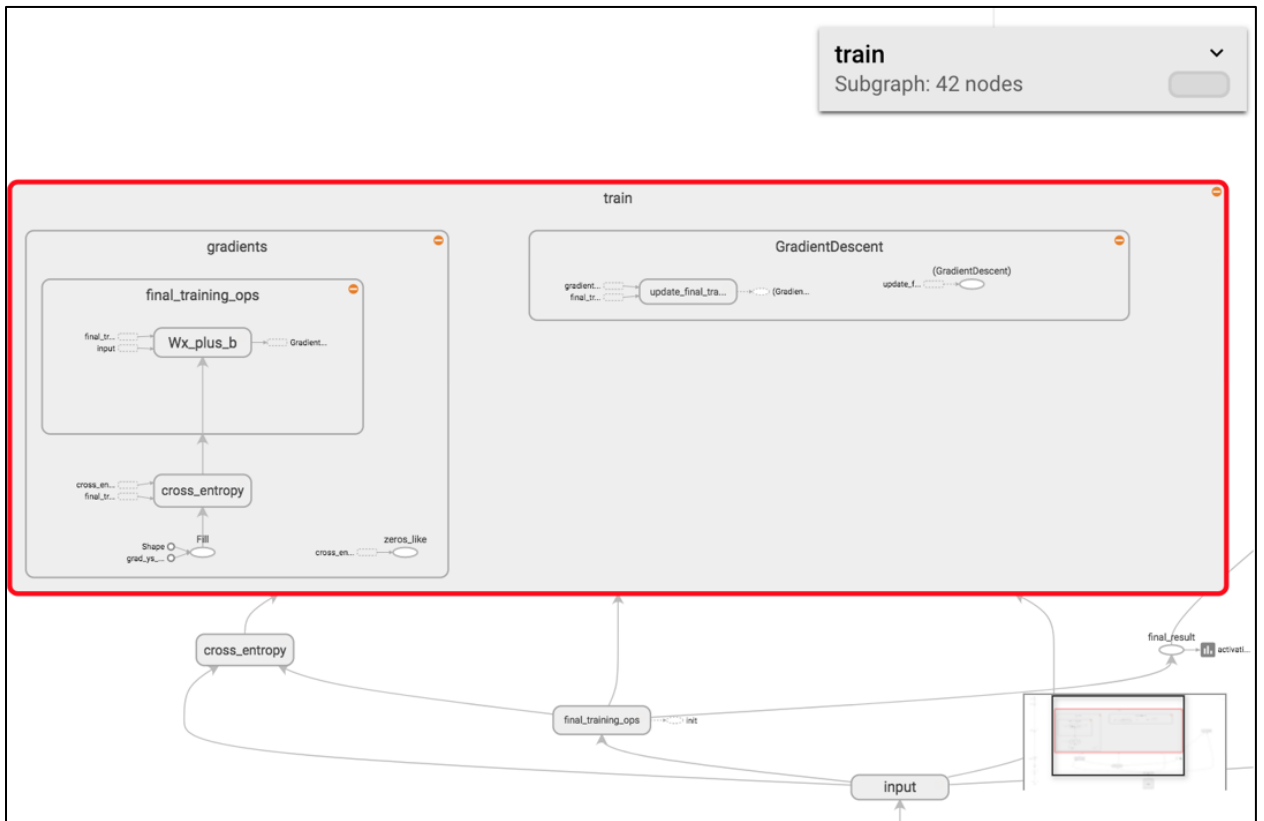 train
Subgraph: 42 nodes
train
gradients
final_training_ops
final_tr...
input
Wx_plus_b
Gradient...
cross_en...
final_tr...
cross_entropy
Shape
grad_ys_...
Fill
cross_en...
zeros_like
GradientDescent
gradient...
final_tr...
update_final_tra...
(Gradien...
(GradientDescent)
update_f...
cross_entropy
final_result
activati...
final_training_ops
init
input